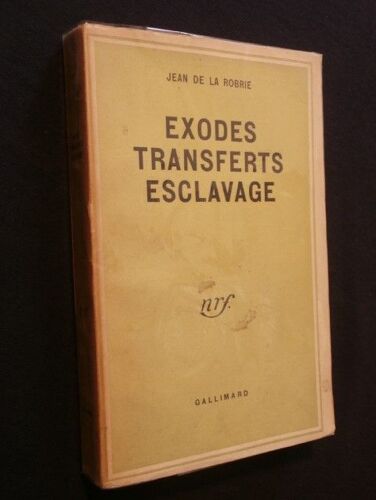 JEAN DE LA ROBRIE
EXODES
TRANSFERTS
ESCLAVAGE
nrf
GALLIMARD